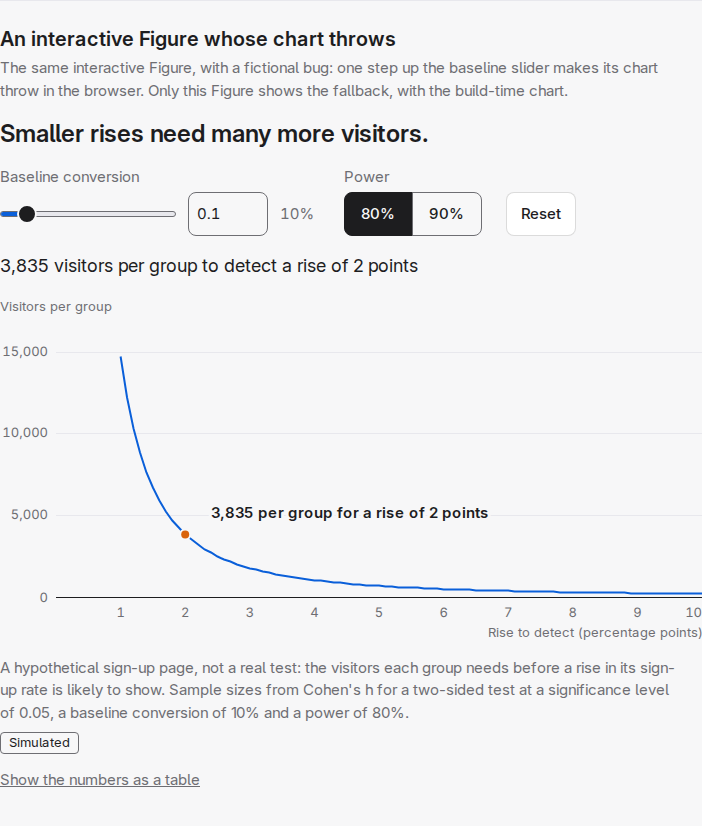 An interactive Figure whose chart throws
The same interactive Figure, with a fictional bug: one step up the baseline slider makes its chart
throw in the browser. Only this Figure shows the fallback, with the build-time chart.
Smaller rises need many more visitors.
Baseline conversion
Power
0.1
10%
80%
90%
Reset
3,835 visitors per group to detect a rise of 2 points
Visitors per group
15,000
10,000
5,000
3,835 per group for a rise of 2 points
0
1 2 3 4 5 6 7 8 9 10
Rise to detect (percentage points)
A hypothetical sign-up page, not a real test: the visitors each group needs before a rise in its sign-
up rate is likely to show. Sample sizes from Cohen's h for a two-sided test at a significance level
of 0.05, a baseline conversion of 10% and a power of 80%.
Simulated
Show the numbers as a table